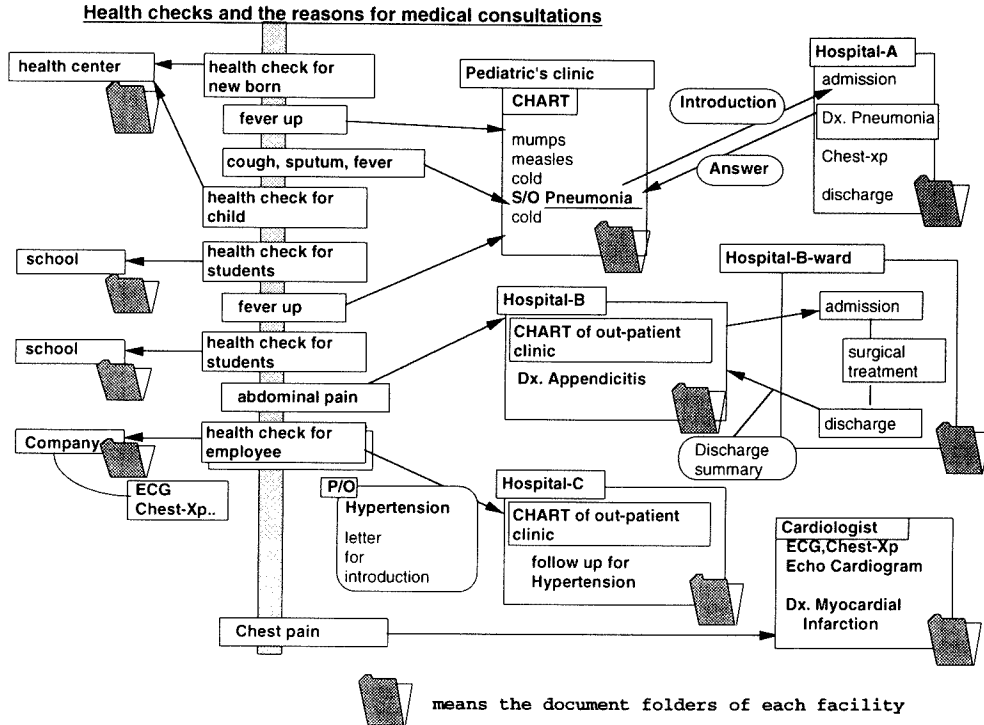 Health checks and the reasons for medical consultations
health center
health check for
new born
fever up
cough, sputum, fever
health check for
child
school
health check for
students
fever up
school
health check for
students
abdominal pain
Company
health check for
employee
ECG
Chest-Xp..
Chest pain
Pediatric's clinic
CHART
mumps
measles
cold
S/O Pneumonia
cold
Introduction
Answer
Hospital-A
admission
Dx. Pneumonia
Chest-xp
discharge
Hospital-B
CHART of out-patient
clinic
Dx. Appendicitis
Hospital-B-ward
admission
surgical
treatment
discharge
Discharge
summary
P/O
Hypertension
letter
for
introduction
Hospital-C
CHART of out-patient
clinic
follow up for
Hypertension
Cardiologist
ECG,Chest-Xp
Echo Cardiogram
Dx. Myocardial
Infarction
means the document folders of each facility